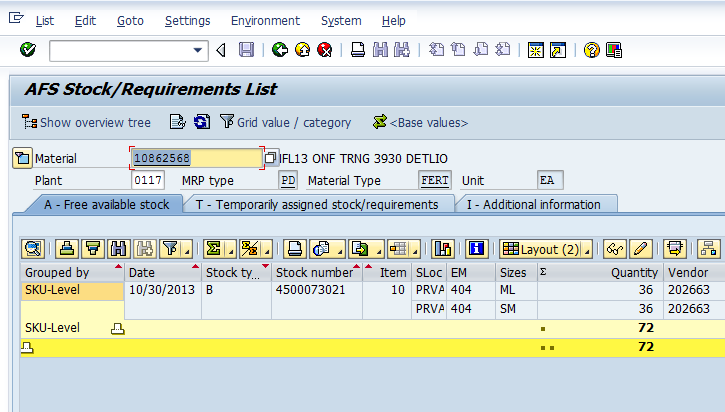 List Edit Goto Settings Environment System Help
AFS Stock/Requirements List
Show overview tree Grid value / category <Base values>
Material 10862568 IFL13 ONF TRNG 3930 DETLIO
Plant 0117 MRP type PD Material Type FERT Unit EA
A - Free available stock T - Temporarily assigned stock/requirements I - Additional information
Layout (2)
Grouped by Date Stock ty... Stock number Item SLoc EM Sizes Σ Quantity Vendor
SKU-Level 10/30/2013 B 4500073021 10 PRVA 404 ML 36 202663
PRVA 404 SM 36 202663
SKU-Level 72
72